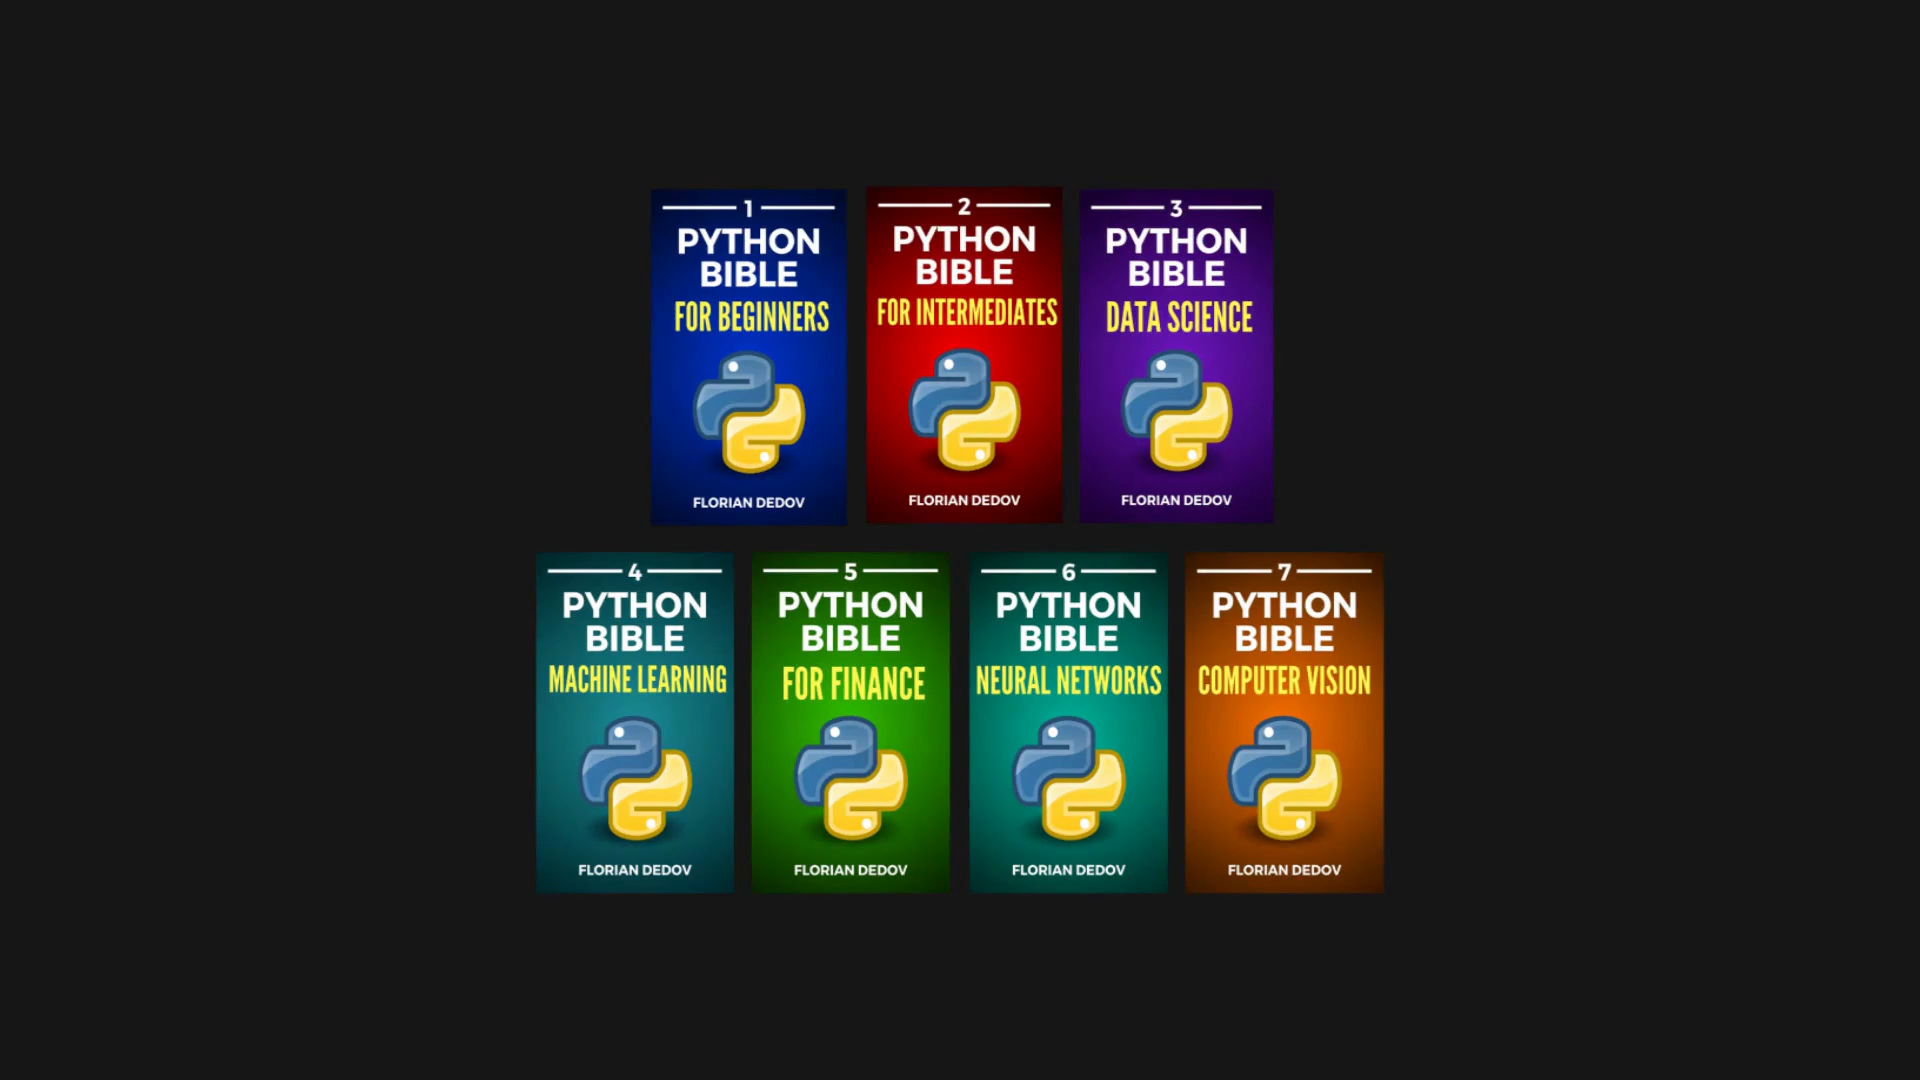 1
PYTHON
BIBLE
FOR BEGINNERS
FLORIAN DEDOV
2
PYTHON
BIBLE
FOR INTERMEDIATES
FLORIAN DEDOV
3
PYTHON
BIBLE
DATA SCIENCE
FLORIAN DEDOV
4
PYTHON
BIBLE
MACHINE LEARNING
FLORIAN DEDOV
5
PYTHON
BIBLE
FOR FINANCE
FLORIAN DEDOV
6
PYTHON
BIBLE
NEURAL NETWORKS
FLORIAN DEDOV
7
PYTHON
BIBLE
COMPUTER VISION
FLORIAN DEDOV